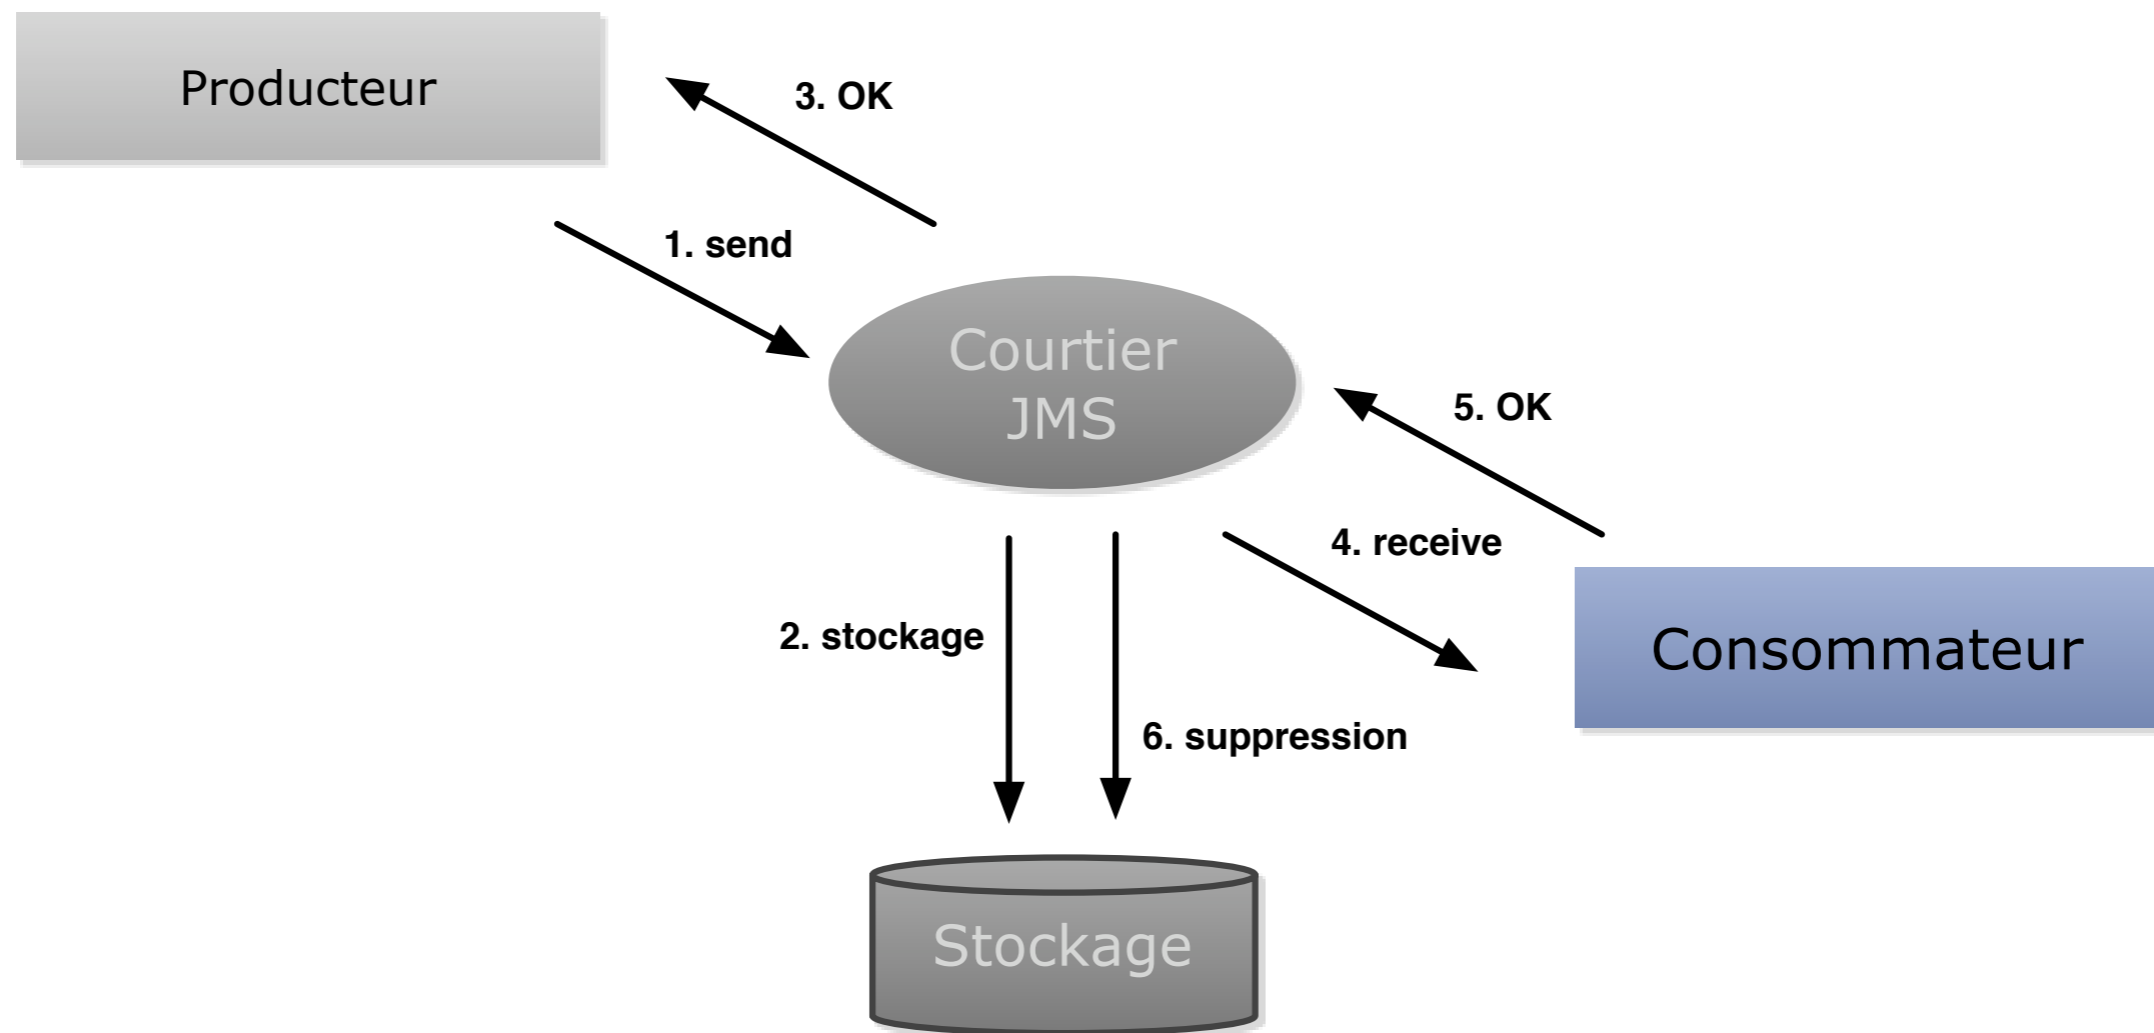 Producteur
3. OK
1. send
Courtier
JMS
5. OK
4. receive
2. stockage
Consommateur
6. suppression
Stockage